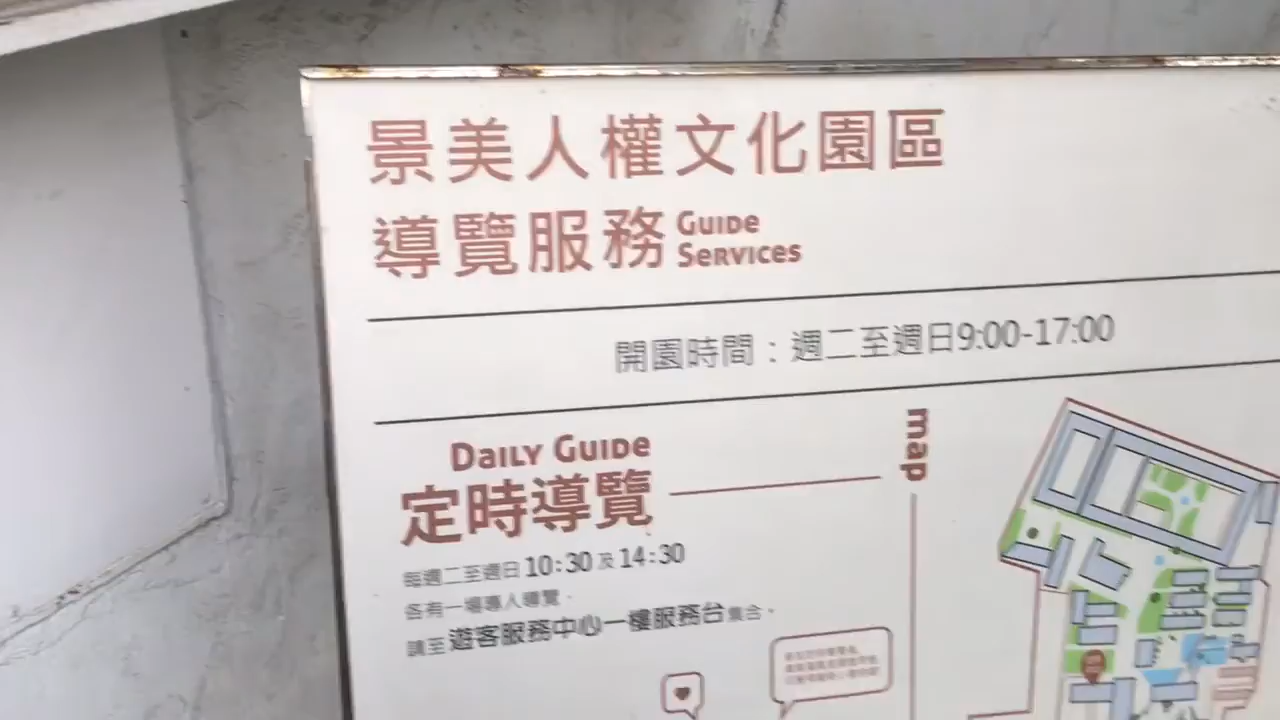 景美人權文化園區
導覽服務 Guide Services
開園時間：週二至週日9:00-17:00
Daily Guide
定時導覽
每週二至週日 10:30 及 14:30
各有一場專人導覽。
請至 遊客服務中心一樓服務台 集合。
map